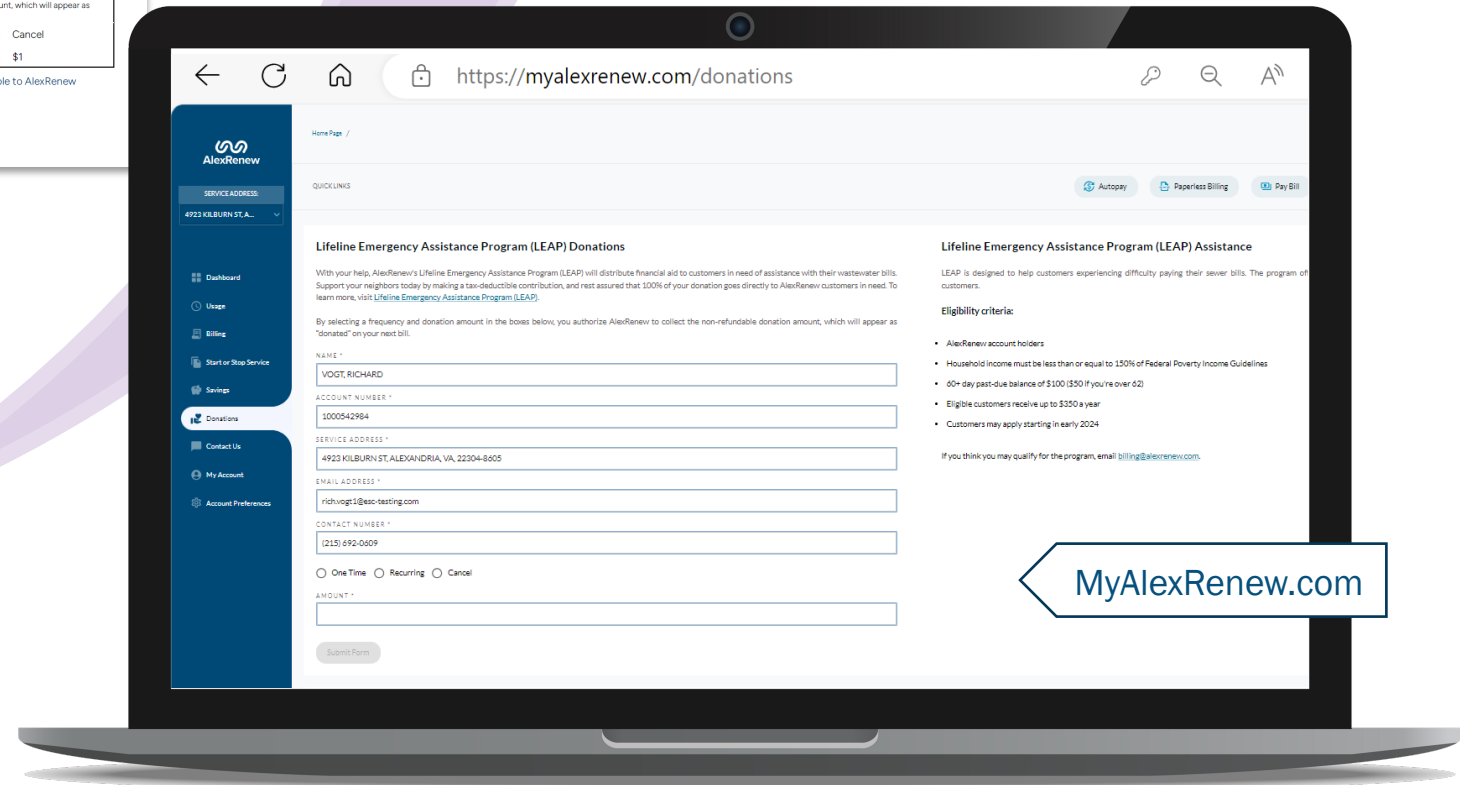 unt, which will appear as
Cancel
$1
ble to AlexRenew
https://myalexrenew.com/donations
AlexRenew
SERVICE ADDRESS:
4923 KILBURN ST, A...
Dashboard
Usage
Billing
Start or Stop Service
Savings
Donations
Contact Us
My Account
Account Preferences
Home Page /
QUICK LINKS
Autopay
Paperless Billing
Pay Bill
Lifeline Emergency Assistance Program (LEAP) Donations
With your help, AlexRenew's Lifeline Emergency Assistance Program (LEAP) will distribute financial aid to customers in need of assistance with their wastewater bills.
Support your neighbors today by making a tax-deductible contribution, and rest assured that 100% of your donation goes directly to AlexRenew customers in need. To
learn more, visit Lifeline Emergency Assistance Program (LEAP).
By selecting a frequency and donation amount in the boxes below, you authorize AlexRenew to collect the non-refundable donation amount, which will appear as
"donated" on your next bill.
NAME *
VOGT, RICHARD
ACCOUNT NUMBER *
1000542984
SERVICE ADDRESS *
4923 KILBURN ST, ALEXANDRIA, VA, 22304-8605
EMAIL ADDRESS *
rich.vogt1@esc-testing.com
CONTACT NUMBER *
(215) 692-0609
One Time Recurring Cancel
AMOUNT *
Submit Form
Lifeline Emergency Assistance Program (LEAP) Assistance
LEAP is designed to help customers experiencing difficulty paying their sewer bills. The program of
customers.
Eligibility criteria:
• AlexRenew account holders
• Household income must be less than or equal to 150% of Federal Poverty Income Guidelines
• 60+ day past-due balance of $100 ($50 if you're over 62)
• Eligible customers receive up to $350 a year
• Customers may apply starting in early 2024
If you think you may qualify for the program, email billing@alexrenew.com.
MyAlexRenew.com